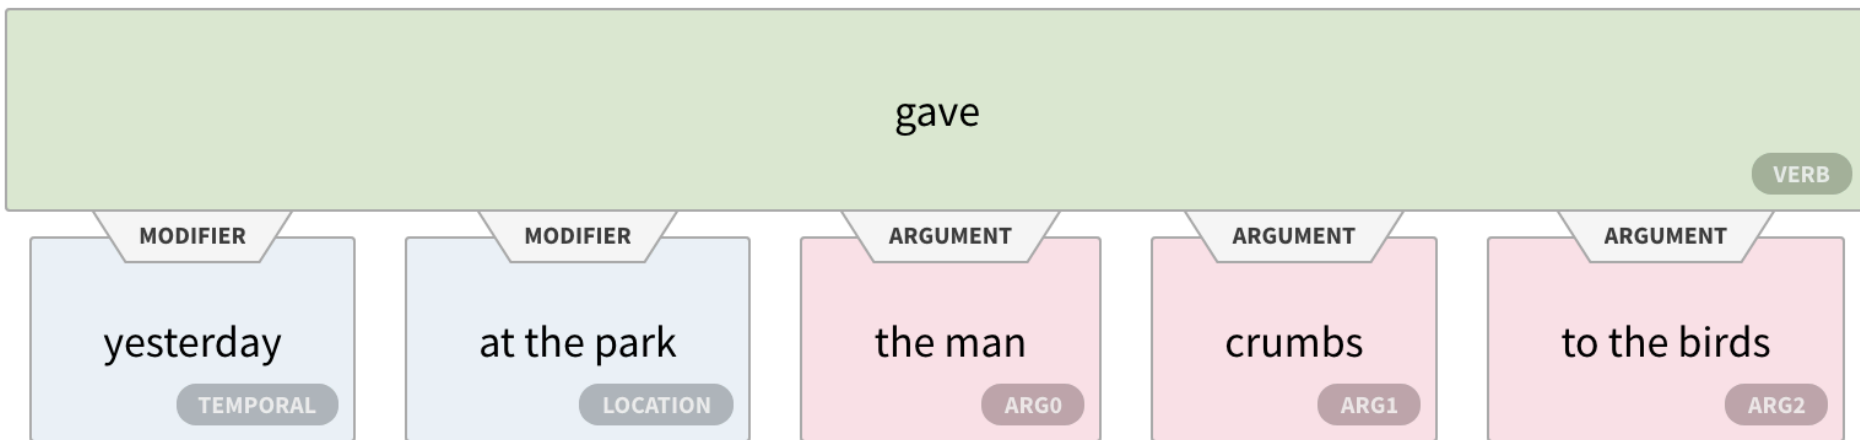 gave
VERB
MODIFIER MODIFIER ARGUMENT ARGUMENT ARGUMENT
yesterday at the park the man crumbs to the birds
TEMPORAL LOCATION ARG0 ARG1 ARG2